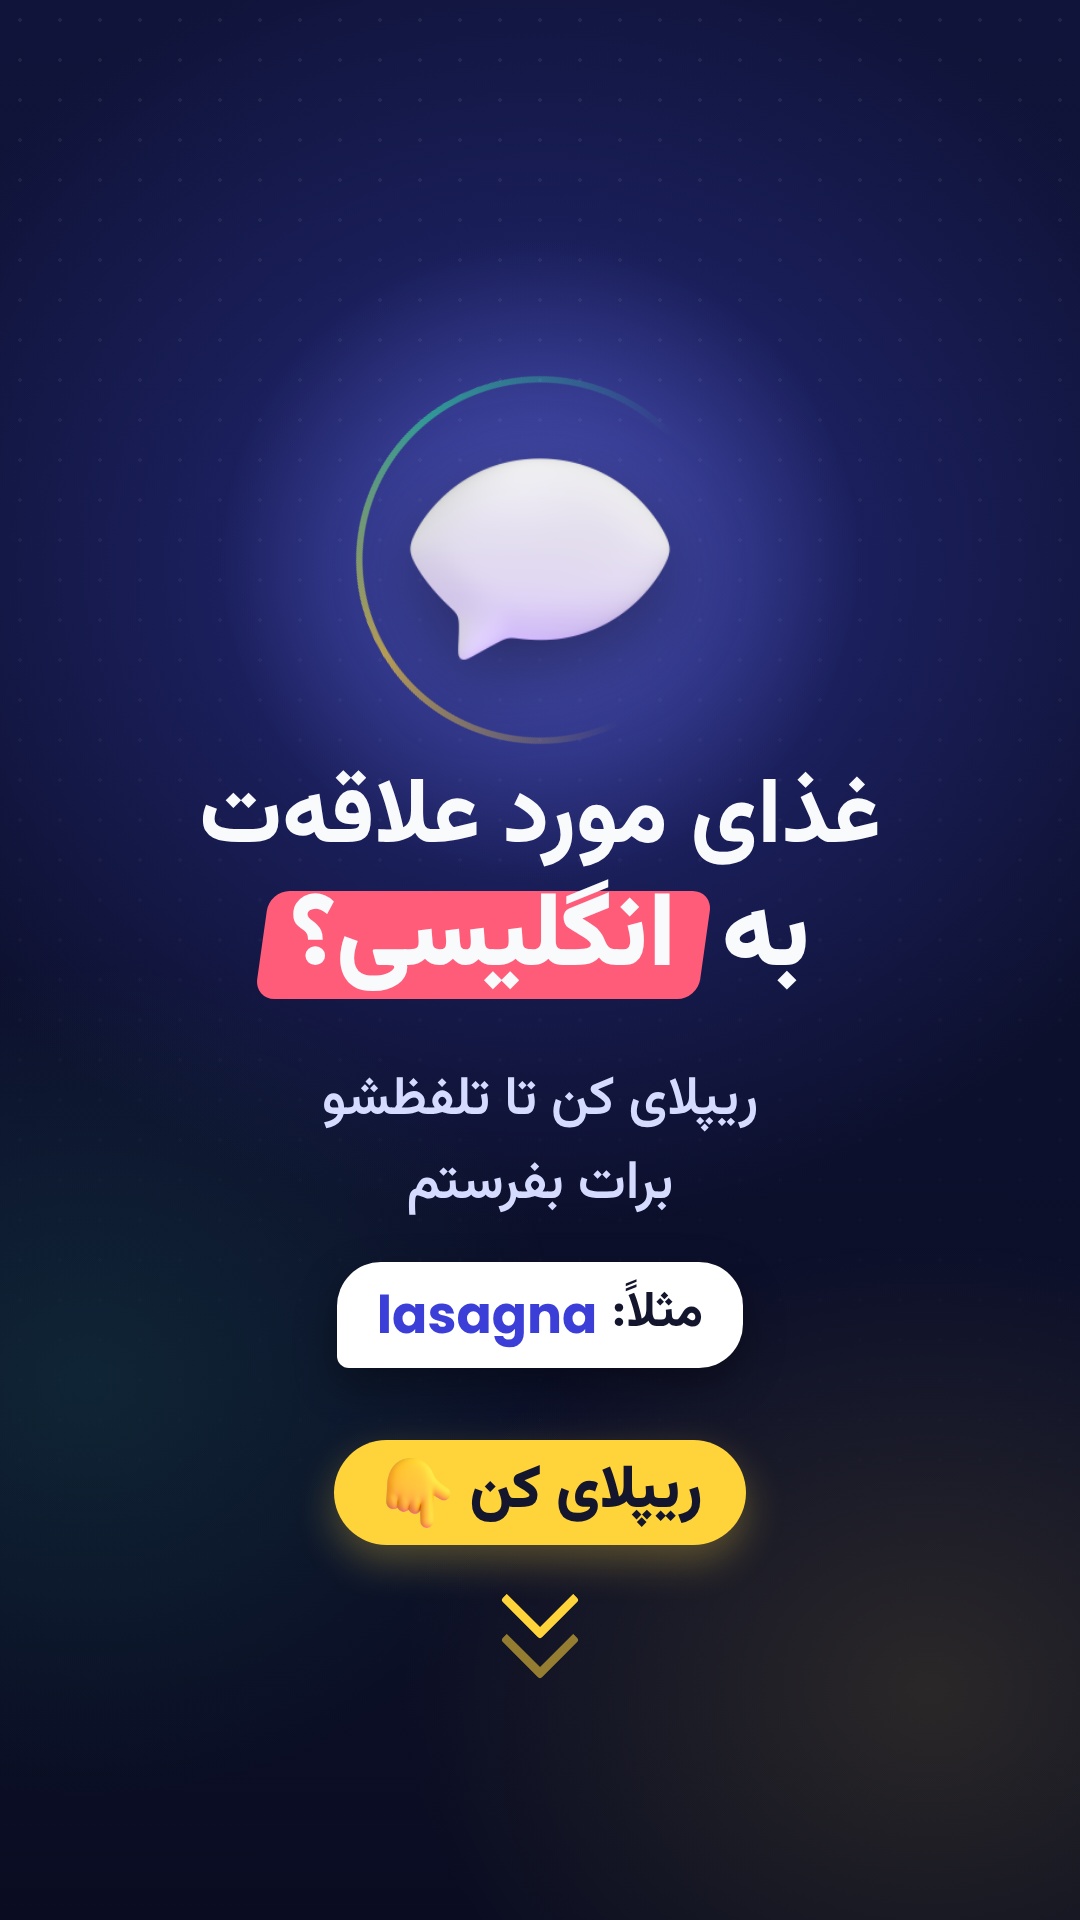 غذای مورد علاقه‌ت
به انگلیسی؟
ریپلای کن تا تلفظشو
برات بفرستم
مثلاً: lasagna
ریپلای کن 👇